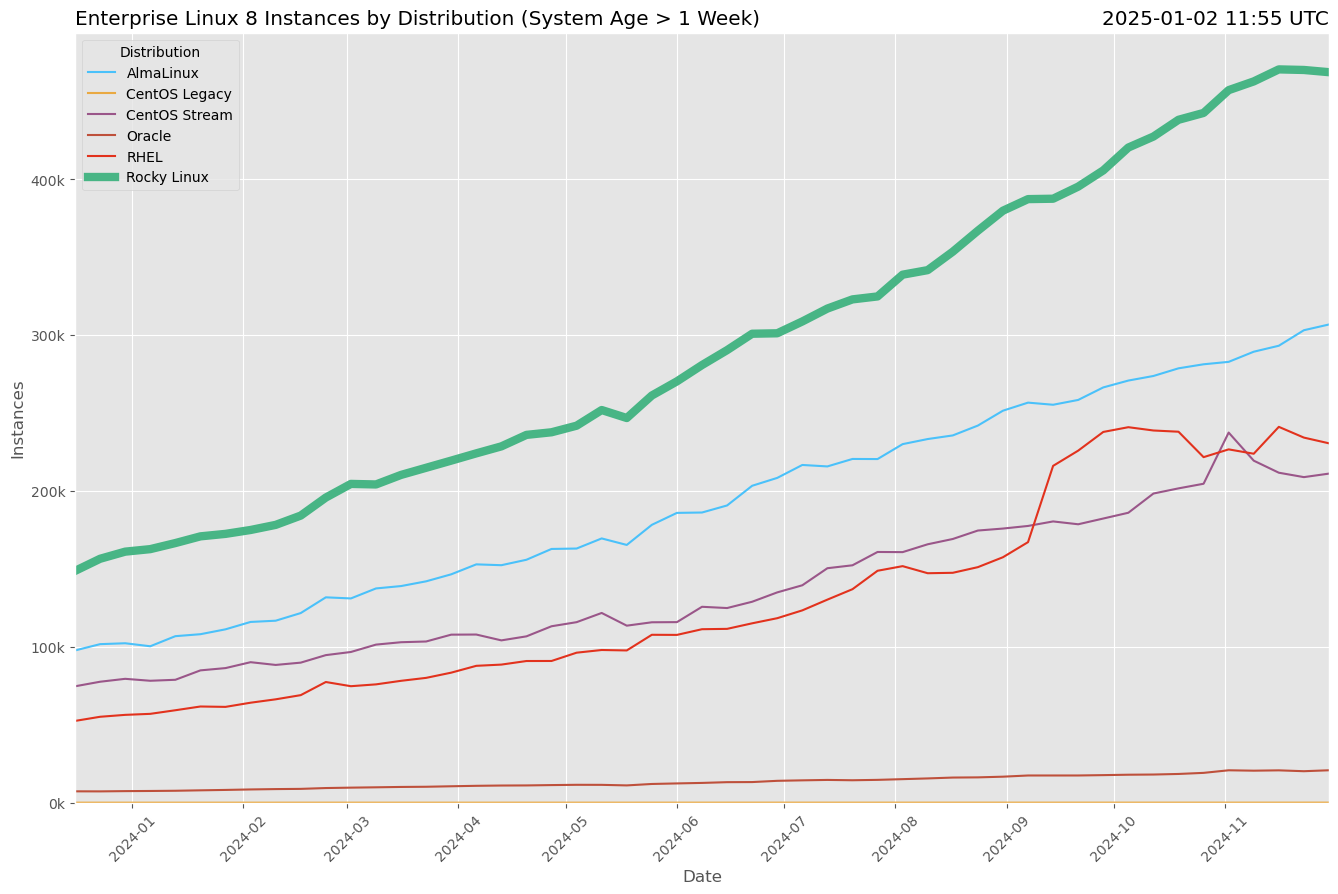 Enterprise Linux 8 Instances by Distribution (System Age > 1 Week)
2025-01-02 11:55 UTC
Distribution
AlmaLinux
CentOS Legacy
CentOS Stream
Oracle
RHEL
Rocky Linux
400k
300k
200k
100k
0k
Instances
2024-01
2024-02
2024-03
2024-04
2024-05
2024-06
2024-07
2024-08
2024-09
2024-10
2024-11
Date